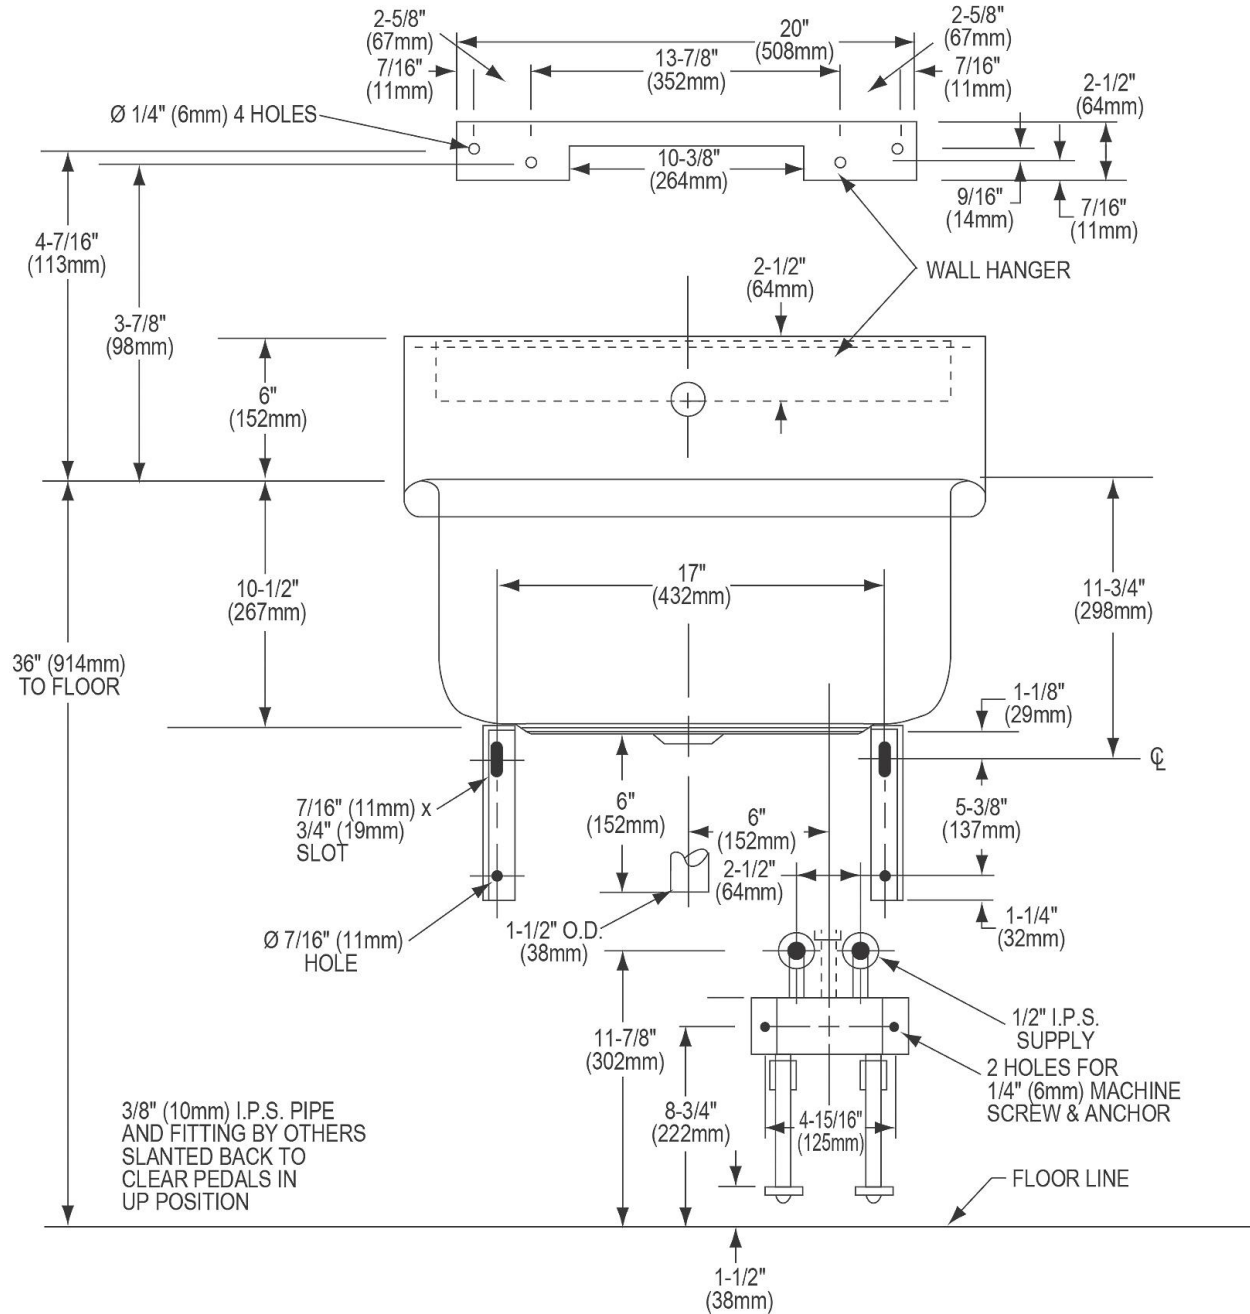 2-5/8"
(67mm)
20"
(508mm)
2-5/8"
(67mm)
7/16"
(11mm)
13-7/8"
(352mm)
7/16"
(11mm)
2-1/2"
(64mm)
Ø 1/4" (6mm) 4 HOLES
10-3/8"
(264mm)
9/16"
(14mm)
7/16"
(11mm)
4-7/16"
(113mm)
WALL HANGER
2-1/2"
(64mm)
3-7/8"
(98mm)
6"
(152mm)
17"
(432mm)
10-1/2"
(267mm)
11-3/4"
(298mm)
36" (914mm)
TO FLOOR
1-1/8"
(29mm)
℄
7/16" (11mm) x
3/4" (19mm)
SLOT
6"
(152mm)
6"
(152mm)
5-3/8"
(137mm)
2-1/2"
(64mm)
Ø 7/16" (11mm)
HOLE
1-1/2" O.D.
(38mm)
1-1/4"
(32mm)
11-7/8"
(302mm)
1/2" I.P.S.
SUPPLY
2 HOLES FOR
1/4" (6mm) MACHINE
SCREW & ANCHOR
8-3/4"
(222mm)
4-15/16"
(125mm)
3/8" (10mm) I.P.S. PIPE
AND FITTING BY OTHERS
SLANTED BACK TO
CLEAR PEDALS IN
UP POSITION
FLOOR LINE
1-1/2"
(38mm)